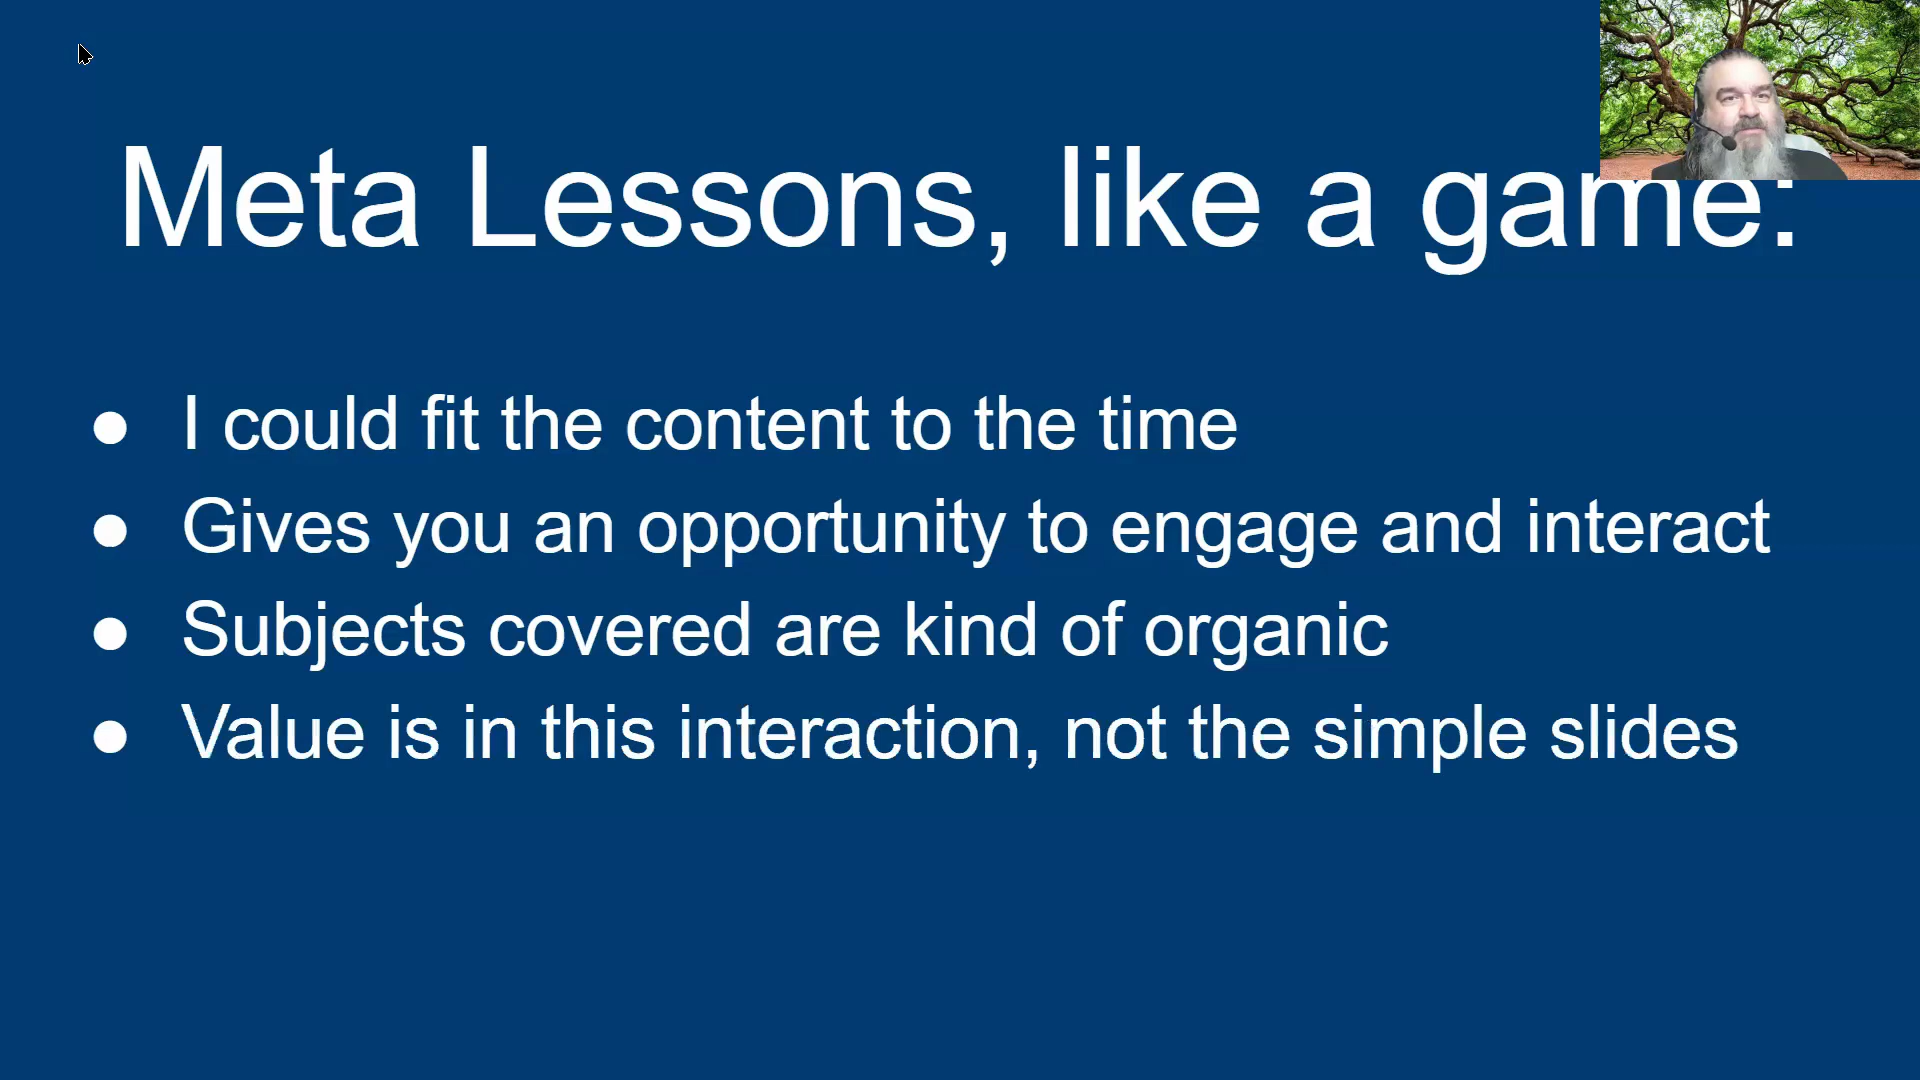 Meta Lessons, like a game:
● I could fit the content to the time
● Gives you an opportunity to engage and interact
● Subjects covered are kind of organic
● Value is in this interaction, not the simple slides